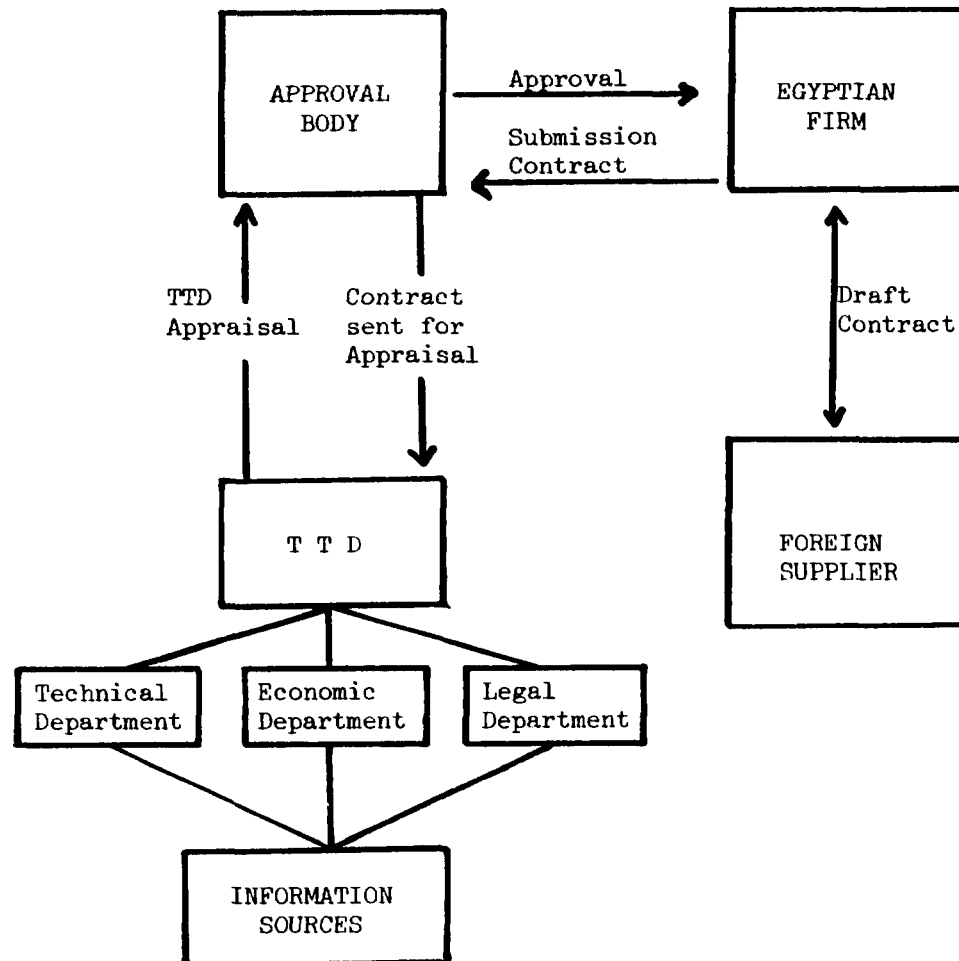 APPROVAL
BODY
Approval
EGYPTIAN
FIRM
Submission
Contract
TTD
Appraisal
Contract
sent for
Appraisal
Draft
Contract
T T D
FOREIGN
SUPPLIER
Technical
Department
Economic
Department
Legal
Department
INFORMATION
SOURCES